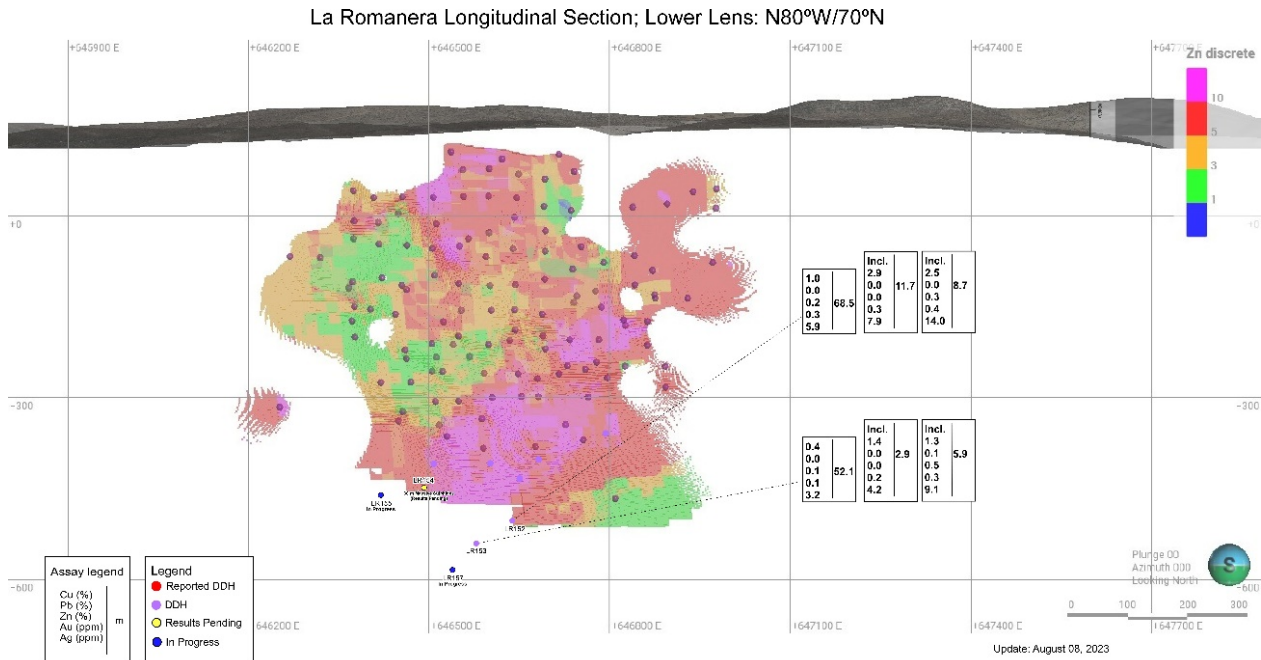 La Romanera Longitudinal Section; Lower Lens: N80ºW/70ºN
+645900 E
+646200 E
+646500 E
+646800 E
+647100 E
+647400 E
Zn discrete
10
5
3
1
+0
+0
-300
-300
-600
-600
1.0
0.0
0.2
0.3
5.9
68.5
Incl.
2.9
0.0
0.0
0.3
7.9
11.7
Incl.
2.5
0.0
0.3
0.4
14.0
8.7
0.4
0.0
0.1
0.1
3.2
52.1
Incl.
1.4
0.0
0.0
0.2
4.2
2.9
Incl.
1.3
0.1
0.5
0.3
9.1
5.9
LR154
(Results Pending)
LR155
In Progress
LR152
LR153
LR157
In Progress
Assay legend
Cu (%)
Pb (%)
Zn (%)
Au (ppm)
Ag (ppm)
m
Legend
Reported DDH
DDH
Results Pending
In Progress
+646200 E
+646500 E
+646800 E
+647100 E
+647400 E
+647700 E
Plunge 00
Azimuth 000
Looking North
S
0 100 200 300
Update: August 08, 2023